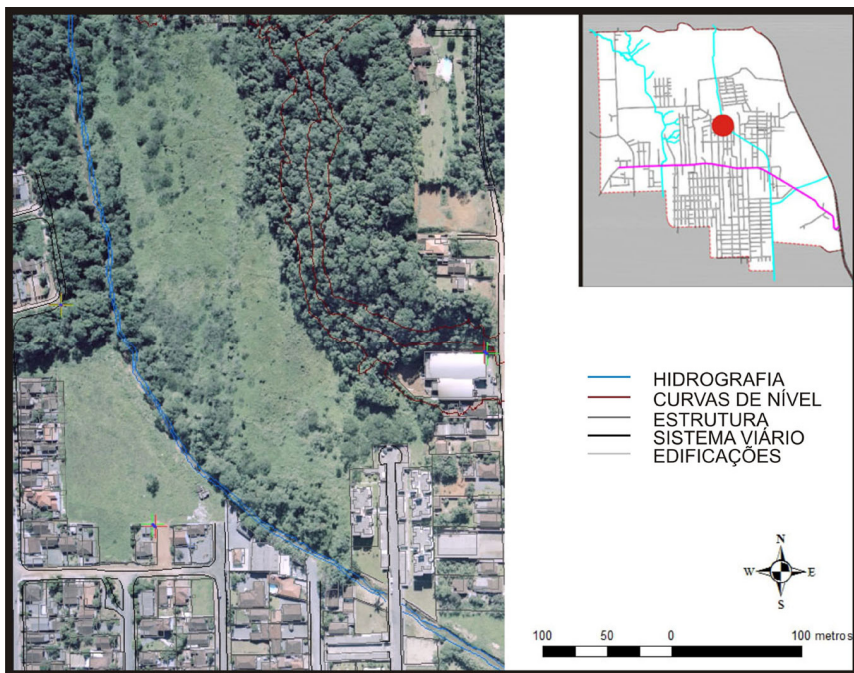 HIDROGRAFIA
CURVAS DE NÍVEL
ESTRUTURA
SISTEMA VIÁRIO
EDIFICAÇÕES
N
W E
S
100 50 0 100 metros